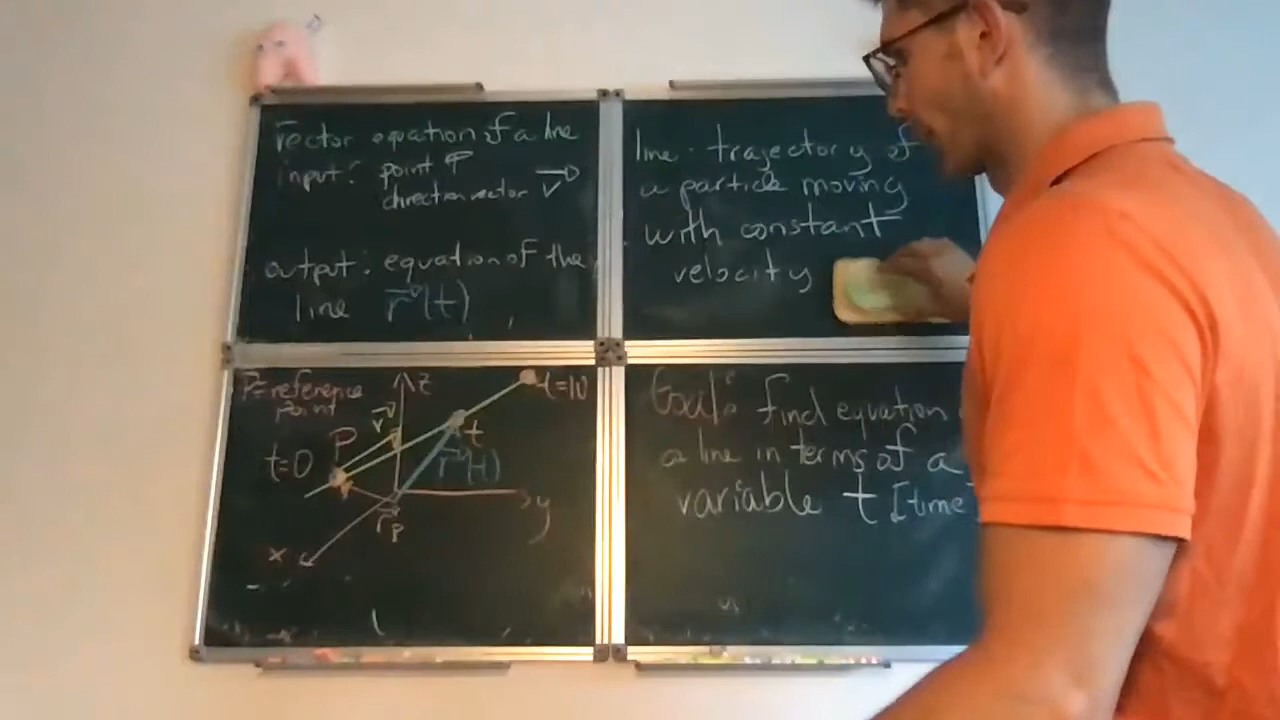 vector equation of a line
input: point P
direction vector v
output: equation of the
line r(t)
line: trajectory of
a particle moving
with constant
velocity
P=reference
point
z
t=10
v
P
t
t=0
r(t)
r_P
y
x
Goal: find equation
a line in terms of a
variable t [time